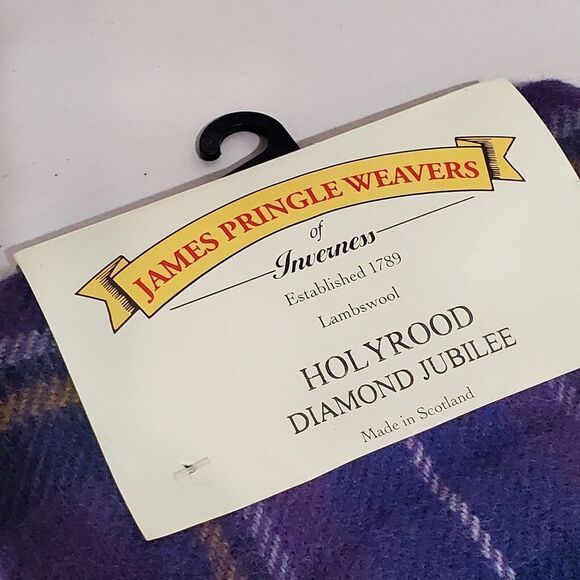 JAMES PRINGLE WEAVERS
of
Inverness
Established 1789
Lambswool
HOLYROOD
DIAMOND JUBILEE
Made in Scotland